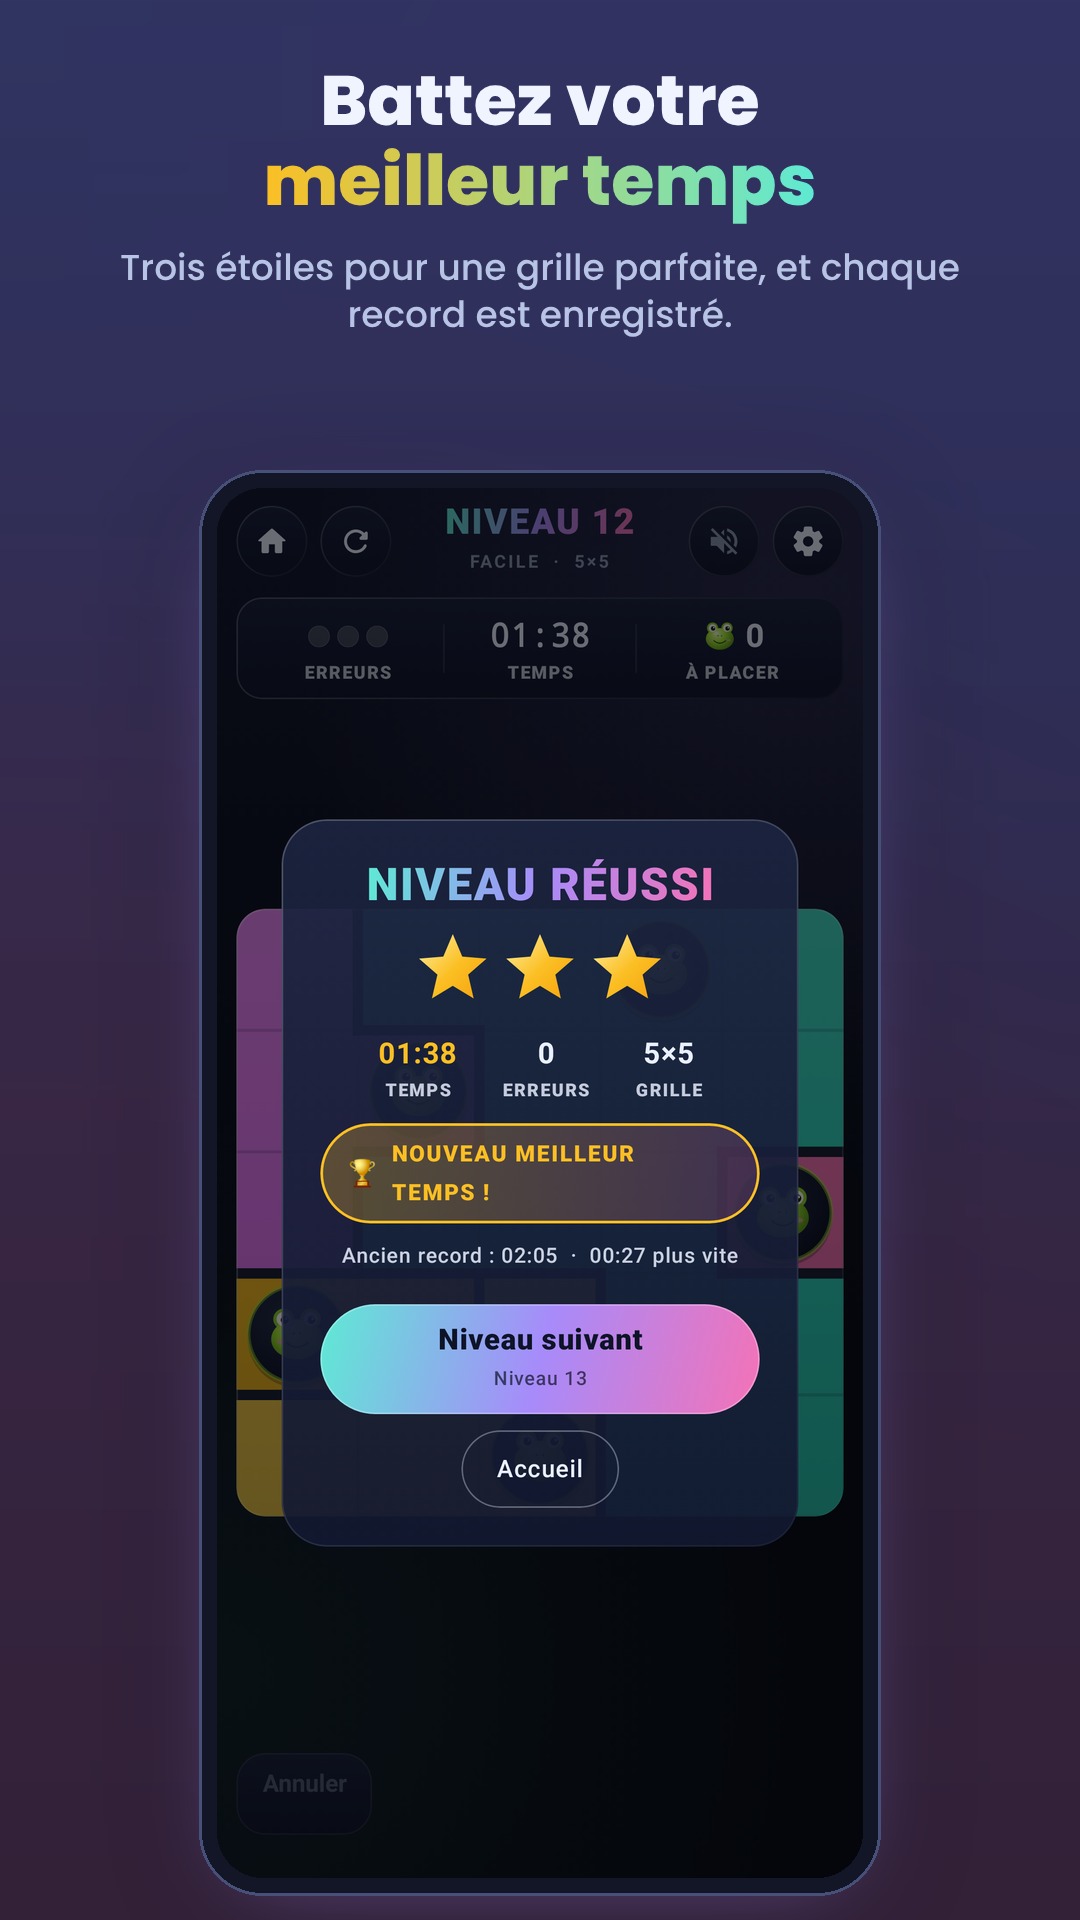 Battez votre
meilleur temps
Trois étoiles pour une grille parfaite, et chaque
record est enregistré.
NIVEAU 12
FACILE · 5×5
01:38
0
ERREURS
TEMPS
À PLACER
NIVEAU RÉUSSI
01:38
0
5×5
TEMPS
ERREURS
GRILLE
NOUVEAU MEILLEUR
TEMPS !
Ancien record : 02:05 · 00:27 plus vite
Niveau suivant
Niveau 13
Accueil
Annuler